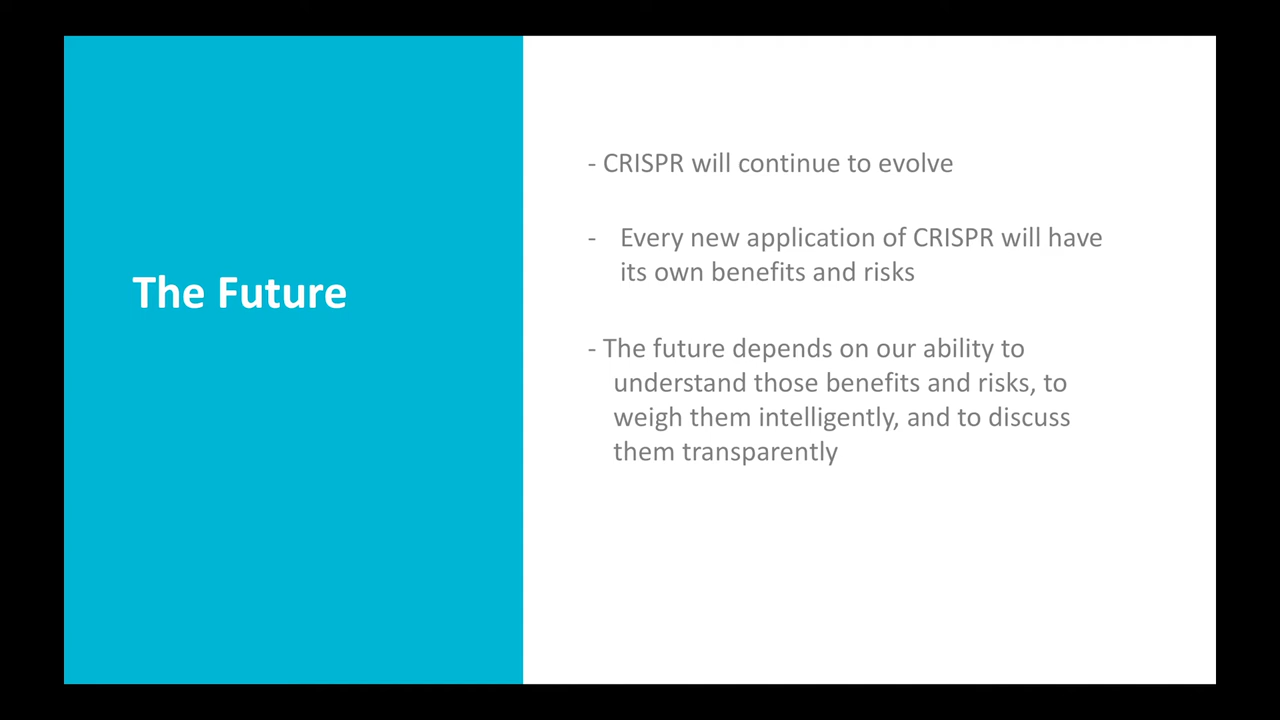 The Future
- CRISPR will continue to evolve
- Every new application of CRISPR will have
its own benefits and risks
- The future depends on our ability to
understand those benefits and risks, to
weigh them intelligently, and to discuss
them transparently